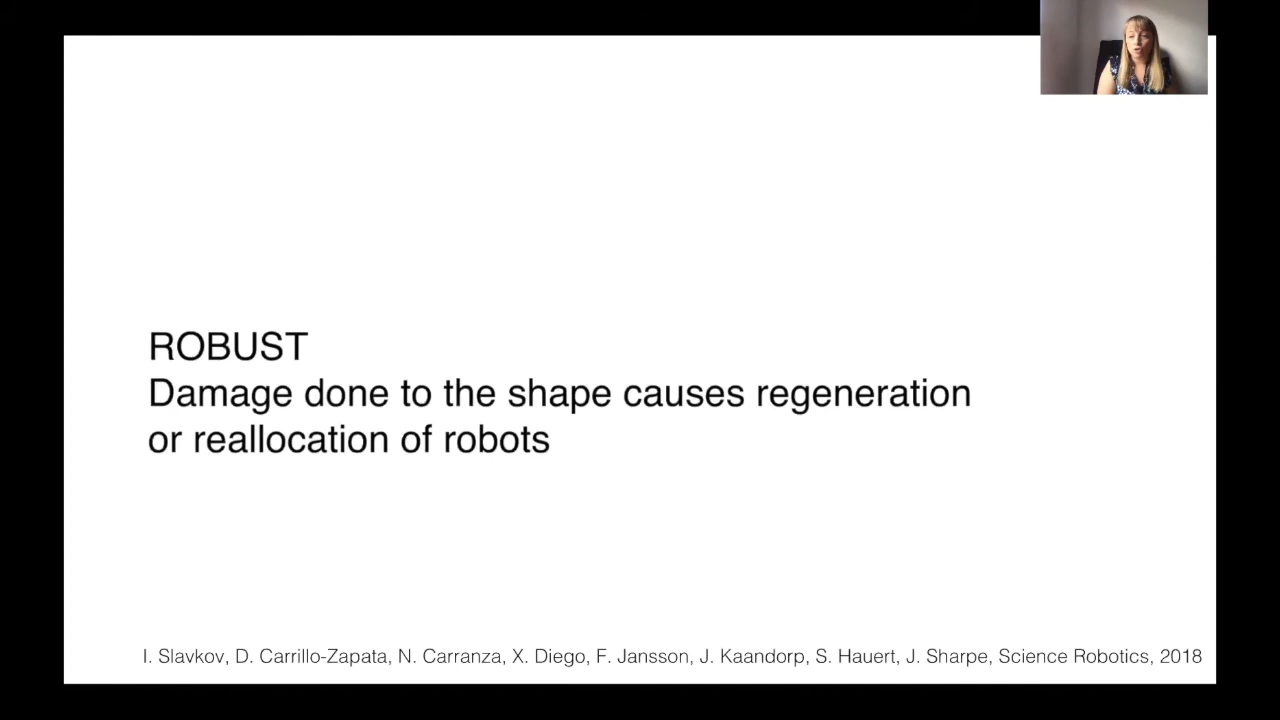 ROBUST
Damage done to the shape causes regeneration
or reallocation of robots
I. Slavkov, D. Carrillo-Zapata, N. Carranza, X. Diego, F. Jansson, J. Kaandorp, S. Hauert, J. Sharpe, Science Robotics, 2018